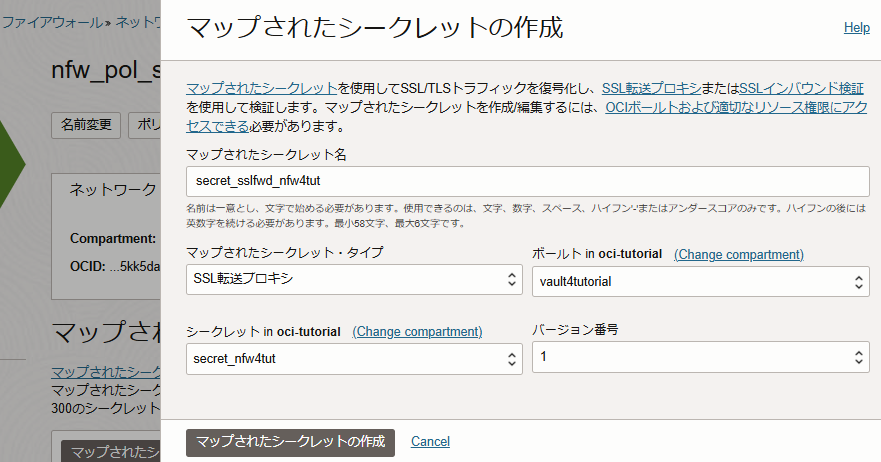 マップされたシークレットの作成
Help
ファイアウォール » ネットワ
nfw_pol_s
名前変更
ポリ
ネットワーク
Compartment:
OCID: ...5kk5da
マップさ
マップされたシーク
マップされたシーク
300のシークレット
マップされたシ
マップされたシークレットを使用してSSL/TLSトラフィックを復号化し、SSL転送プロキシまたはSSLインバウンド検証
を使用して検証します。マップされたシークレットを作成/編集するには、OCIボールトおよび適切なリソース権限にアク
セスできる必要があります。
マップされたシークレット名
secret_sslfwd_nfw4tut
名前は一意とし、文字で始める必要があります。使用できるのは、文字、数字、スペース、ハイフン'-'またはアンダースコアのみです。ハイフンの後には
英数字を続ける必要があります。最小58文字、最大6文字です。
マップされたシークレット・タイプ
SSL転送プロキシ
ボールト in oci-tutorial (Change compartment)
vault4tutorial
シークレット in oci-tutorial (Change compartment)
secret_nfw4tut
バージョン番号
1
マップされたシークレットの作成
Cancel